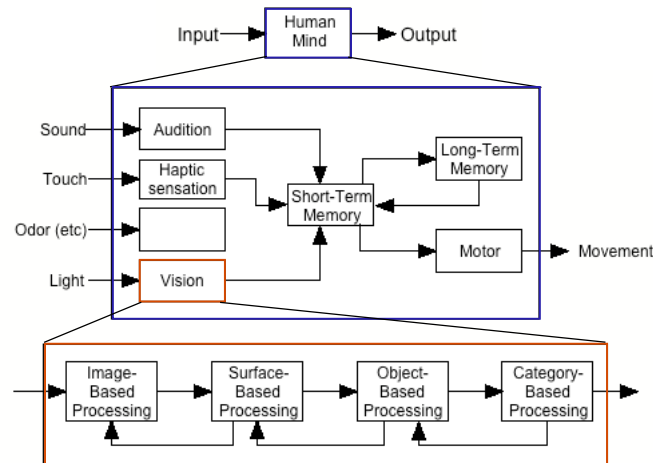 Input
Human
Mind
Output
Sound
Audition
Touch
Haptic
sensation
Odor (etc)
Light
Vision
Short-Term
Memory
Long-Term
Memory
Motor
Movement
Image-
Based
Processing
Surface-
Based
Processing
Object-
Based
Processing
Category-
Based
Processing